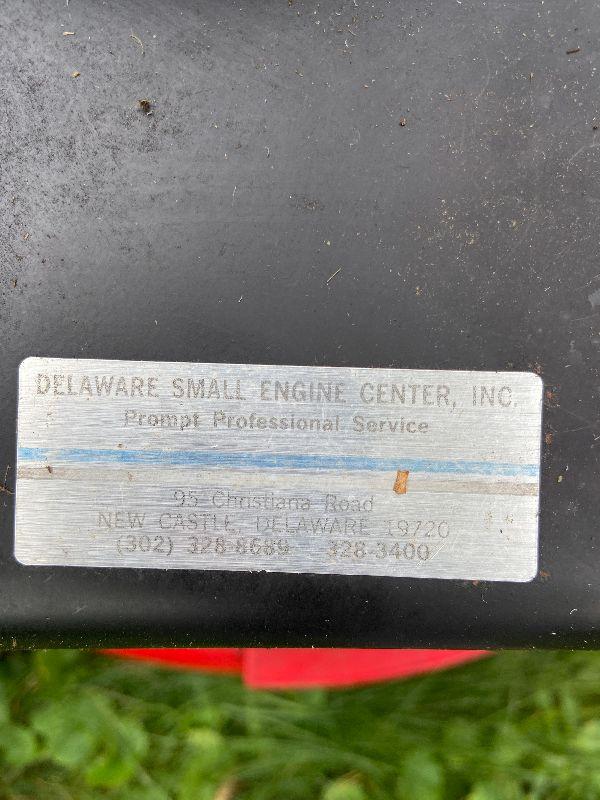 DELAWARE SMALL ENGINE CENTER, INC.
Prompt Professional Service
95 Christiana Road
NEW CASTLE, DELAWARE 19720
(302) 328-8689 328-3400